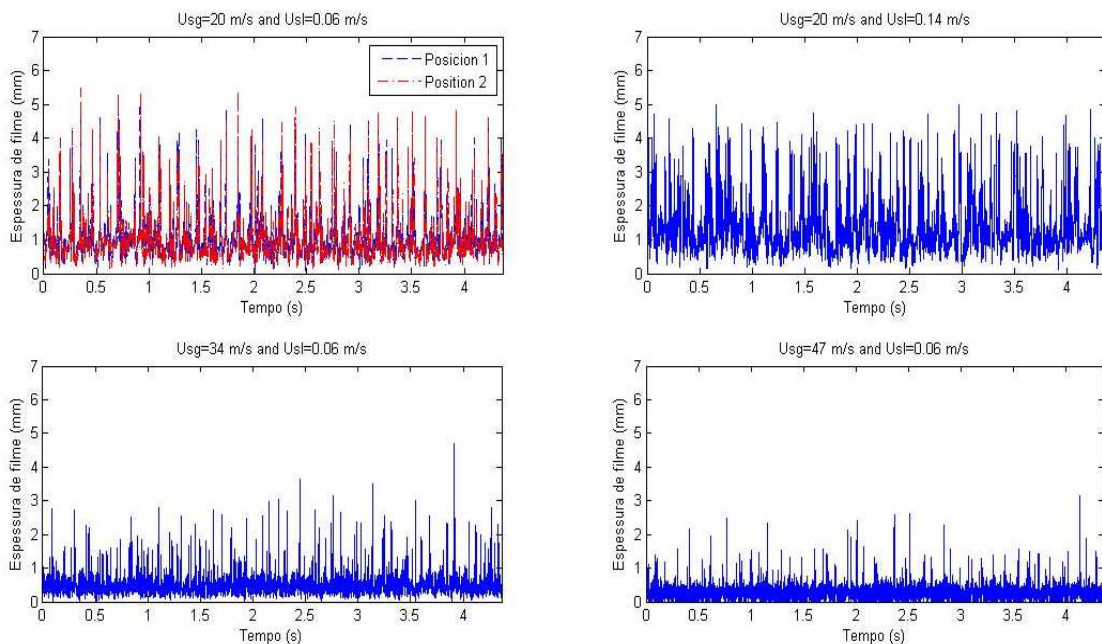 Usg=20 m/s and Usl=0.06 m/s
7
6
5
4
3
2
1
0
Espessura de filme (mm)
Posicion 1
Position 2
0 0.5 1 1.5 2 2.5 3 3.5 4
Tempo (s)
Usg=20 m/s and Usl=0.14 m/s
7
6
5
4
3
2
1
0
Espessura de filme (mm)
0 0.5 1 1.5 2 2.5 3 3.5 4
Tempo (s)
Usg=34 m/s and Usl=0.06 m/s
7
6
5
4
3
2
1
0
Espessura de filme (mm)
0 0.5 1 1.5 2 2.5 3 3.5 4
Tempo (s)
Usg=47 m/s and Usl=0.06 m/s
7
6
5
4
3
2
1
0
Espessura de filme (mm)
0 0.5 1 1.5 2 2.5 3 3.5 4
Tempo (s)